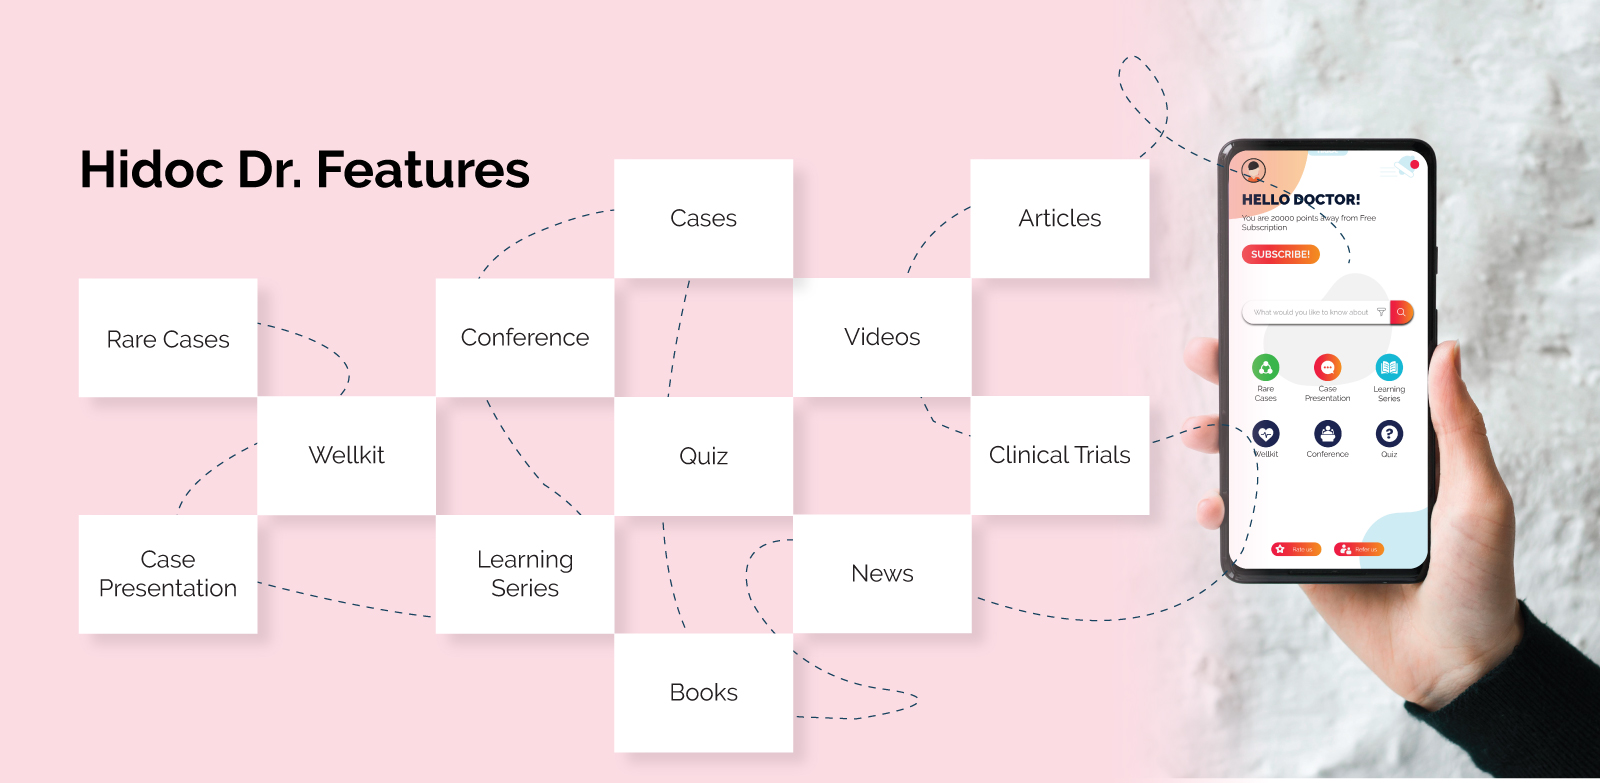 Hidoc Dr. Features
Cases
Articles
Rare Cases
Conference
Videos
Wellkit
Quiz
Clinical Trials
Case
Presentation
Learning
Series
News
Books
HELLO DOCTOR!
You are 20000 points away from Free
Subscription
SUBSCRIBE!
What would you like to know about
Rare
Cases
Case
Presentation
Learning
Series
Wellkit
Conference
Quiz
Rate us
Refer us